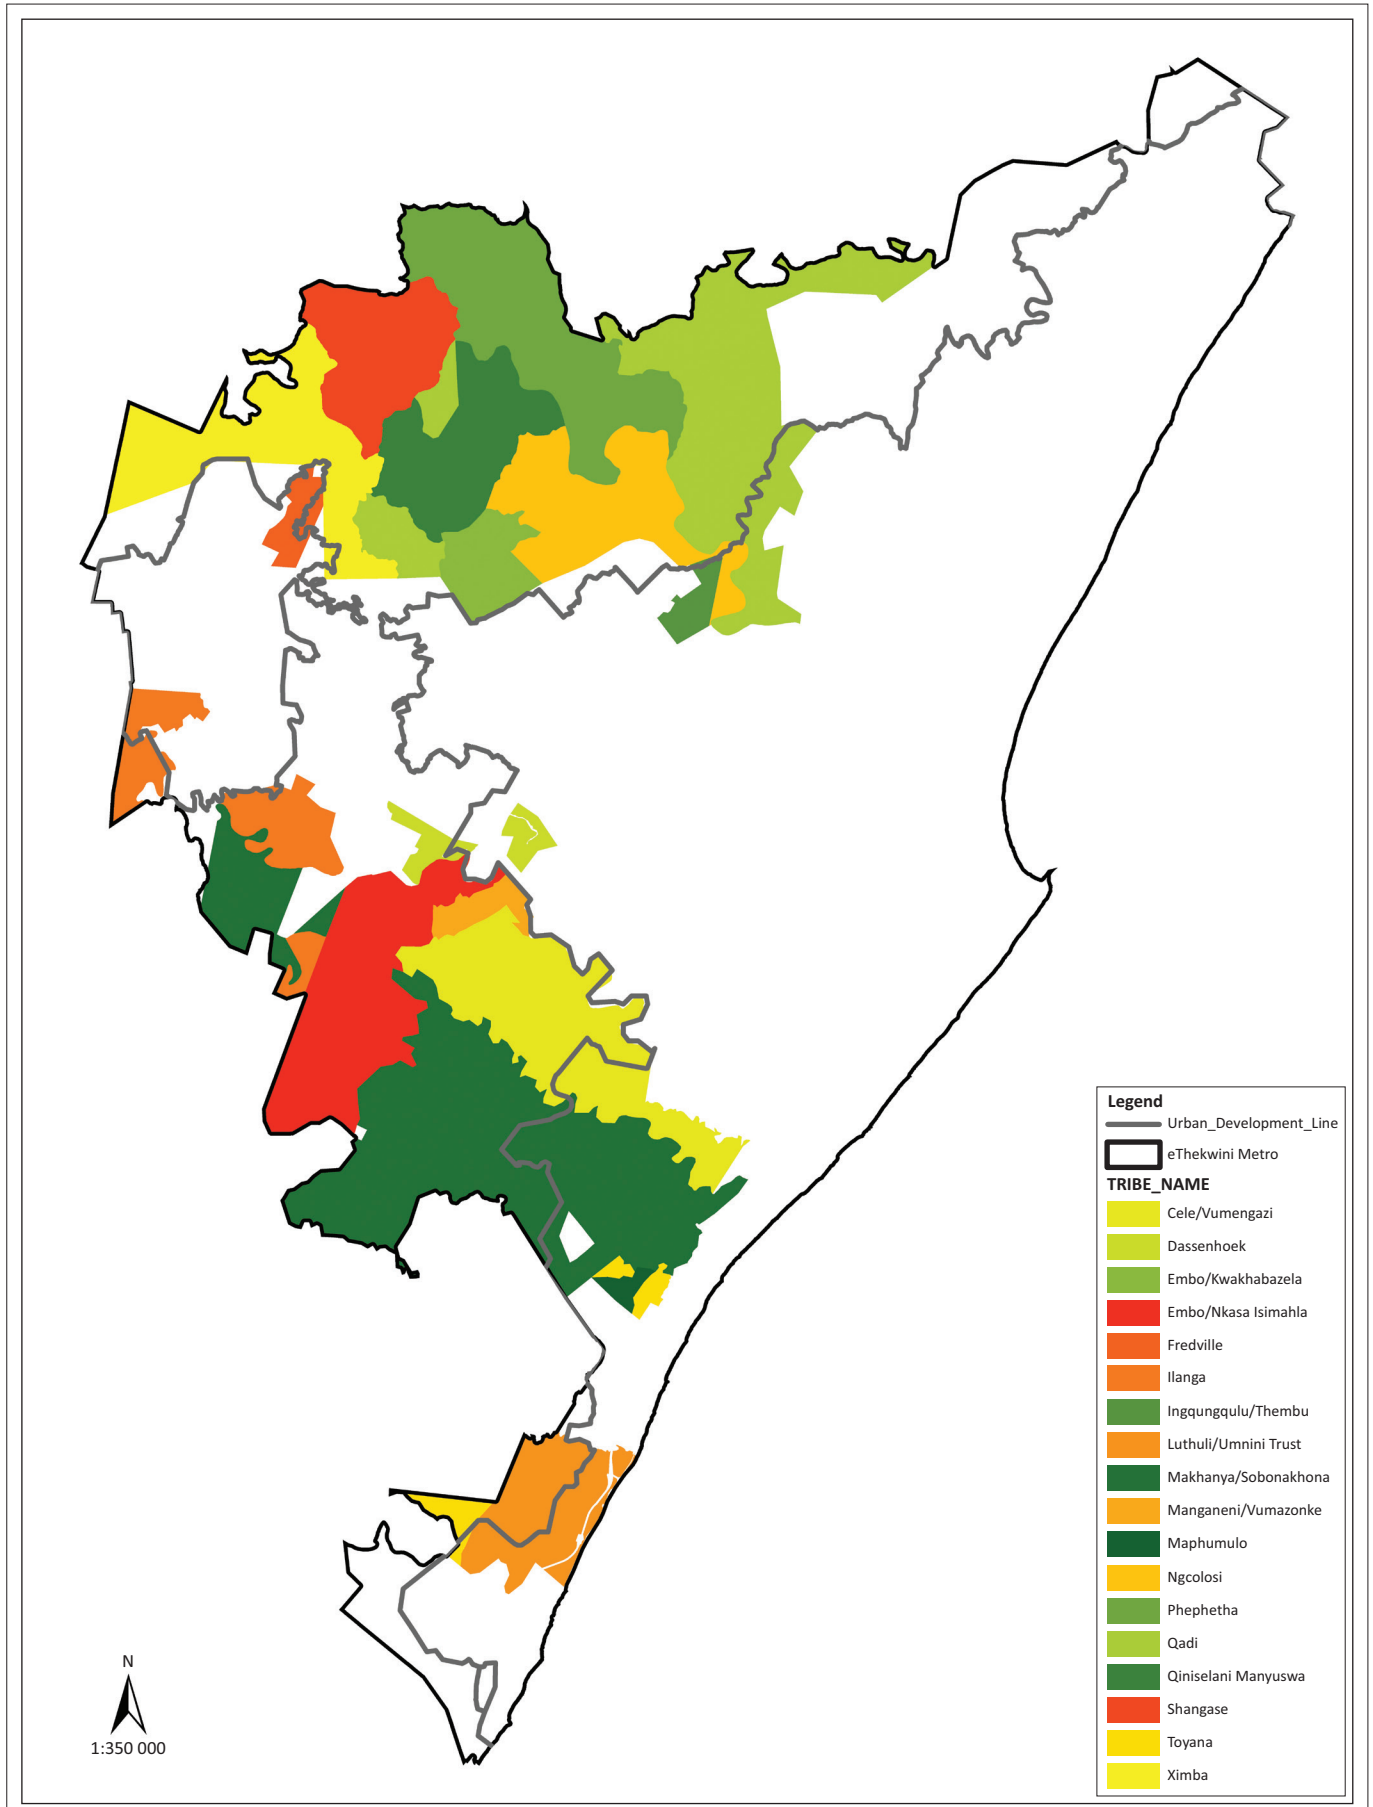 Legend
Urban_Development_Line
eThekwini Metro
TRIBE_NAME
Cele/Vumengazi
Dassenhoek
Embo/Kwakhabazela
Embo/Nkasa Isimahla
Fredville
Ilanga
Ingqungqulu/Thembu
Luthuli/Umnini Trust
Makhanya/Sobonakhona
Manganeni/Vumazonke
Maphumulo
Ngcolosi
Phephetha
Qadi
Qiniselani Manyuswa
Shangase
Toyana
Ximba
N
1:350 000